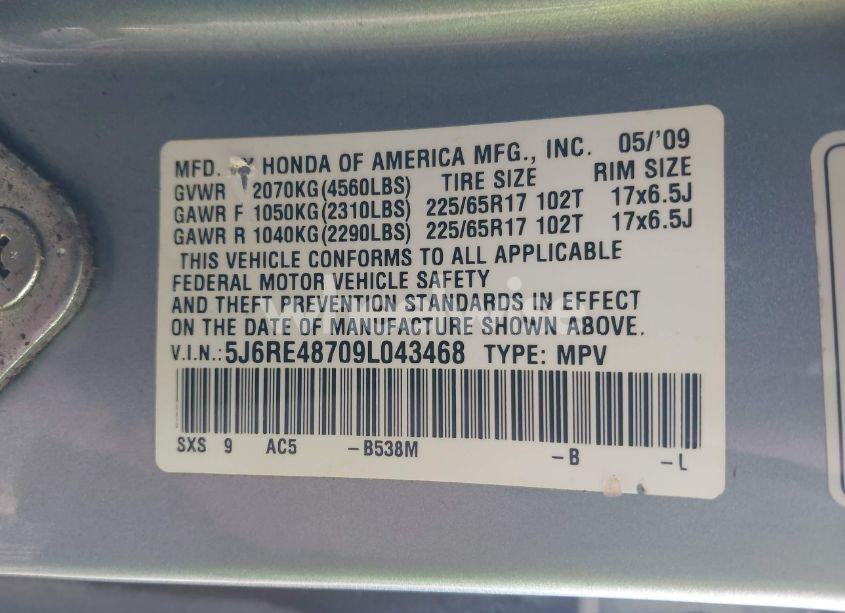 MFD. BY HONDA OF AMERICA MFG., INC. 05/'09
GVWR 2070KG(4560LBS) TIRE SIZE RIM SIZE
GAWR F 1050KG(2310LBS) 225/65R17 102T 17x6.5J
GAWR R 1040KG(2290LBS) 225/65R17 102T 17x6.5J
THIS VEHICLE CONFORMS TO ALL APPLICABLE
FEDERAL MOTOR VEHICLE SAFETY
AND THEFT PREVENTION STANDARDS IN EFFECT
ON THE DATE OF MANUFACTURE SHOWN ABOVE.
V.I.N.: 5J6RE48709L043468 TYPE: MPV
SXS 9 AC5 -B538M -B -L